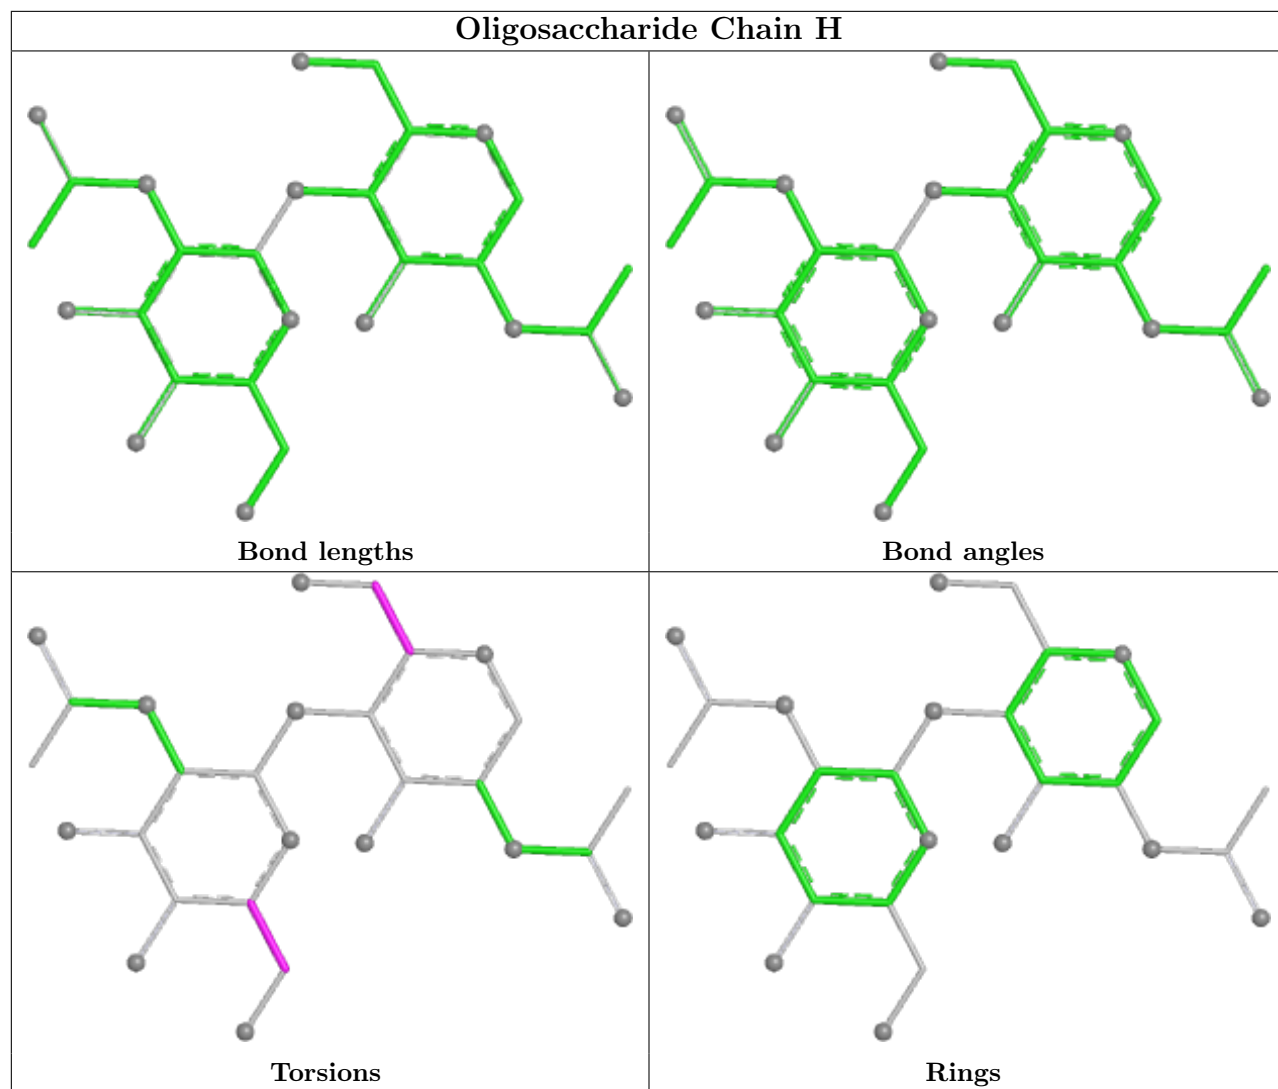 Oligosaccharide Chain H
Bond lengths
Bond angles
Torsions
Rings